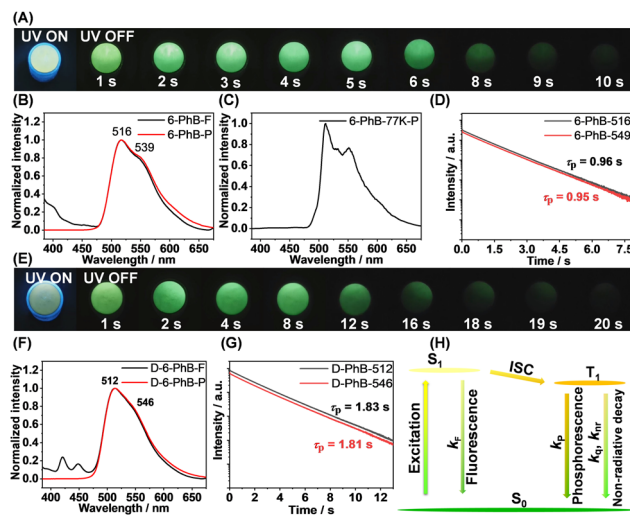 (A)
UV ON UV OFF
1 s 2 s 3 s 4 s 5 s 6 s 8 s 9 s 10 s
(B)
Normalized intensity
1.0
0.8
0.6
0.4
0.2
0.0
516
539
6-PhB-F
6-PhB-P
400 450 500 550 600 650
Wavelength / nm
(C)
Normalized intensity
1.0
0.8
0.6
0.4
0.2
0.0
6-PhB-77K-P
400 450 500 550 600 650
Wavelength / nm
(D)
Intensity / a.u.
6-PhB-516
6-PhB-549
τp = 0.96 s
τp = 0.95 s
0.0 1.5 3.0 4.5 6.0 7.5
Time / s
(E)
UV ON UV OFF
1 s 2 s 4 s 8 s 12 s 16 s 18 s 19 s 20 s
(F)
Normalized intensity
1.0
0.8
0.6
0.4
0.2
0.0
512
546
D-6-PhB-F
D-6-PhB-P
400 450 500 550 600 650
Wavelength / nm
(G)
Intensity / a.u.
D-PhB-512
D-PhB-546
τp = 1.83 s
τp = 1.81 s
0 2 4 6 8 10 12
Time / s
(H)
S1
ISC
T1
Excitation
kF
Fluorescence
kP
Phosphorescence
kq, knr
Non-radiative decay
S0